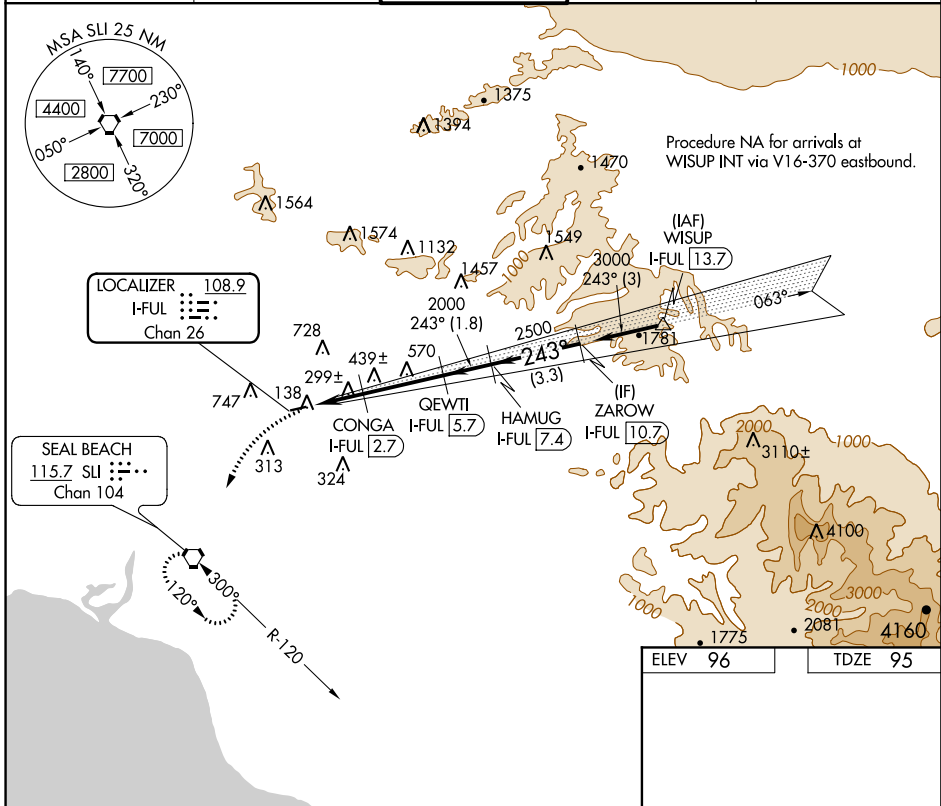 MSA SLI 25 NM
140°
7700
4400
230°
050°
7000
2800
320°
1000
1375
1394
1470
Procedure NA for arrivals at
WISUP INT via V16-370 eastbound.
1564
1574
1132
1549
1457
1000
(IAF)
WISUP
I-FUL 13.7
3000
243° (3)
063°
LOCALIZER 108.9
I-FUL
Chan 26
2000
243° (1.8)
2500
243°
(3.3)
1781
728
439±
570
299±
747
138
CONGA
I-FUL 2.7
QEWTI
I-FUL 5.7
HAMUG
I-FUL 7.4
(IF)
ZAROW
I-FUL 10.7
313
324
SEAL BEACH
115.7 SLI
Chan 104
2000
1000
3110±
4100
300°
120°
R-120
1000
3000
2000
2081
1775
4160
ELEV 96
TDZE 95